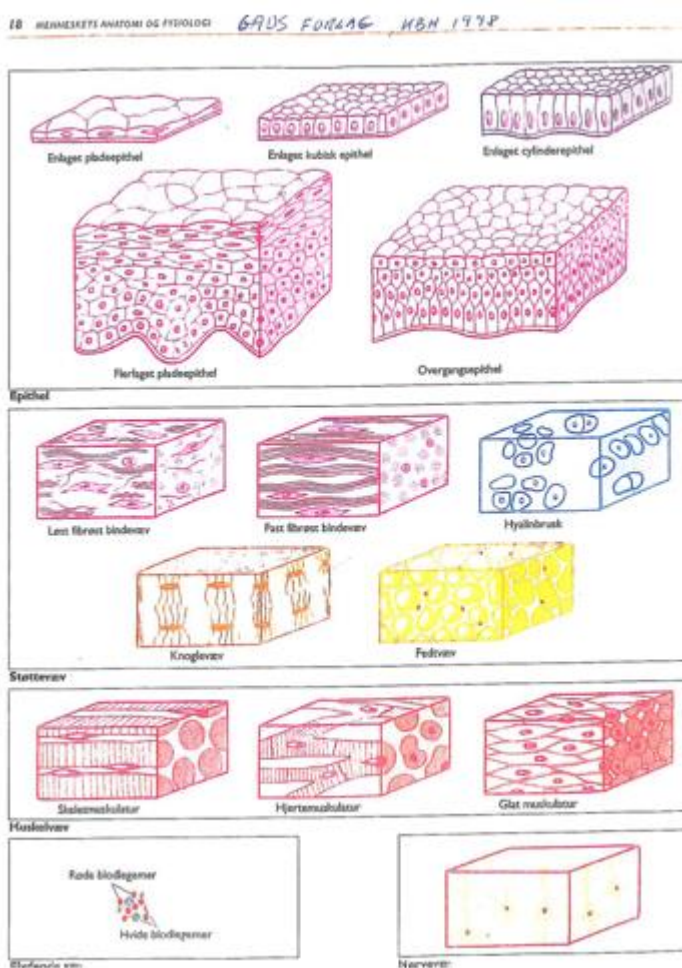 18 MENNESKETS ANATOMI OG FYSIOLOGI GADS FORLAG KBH 1998
Enlaget pladeepithel
Enlaget kubisk epithel
Enlaget cylinderepithel
Flerlaget pladeepithel
Overgangsepithel
Epithel
Løst fibrøst bindevæv
Fast fibrøst bindevæv
Hyalinbrusk
Knoglevæv
Fedtvæv
Støttevæv
Skeletmuskulatur
Hjertemuskulatur
Glat muskulatur
Muskelvæv
Røde blodlegemer
Hvide blodlegemer